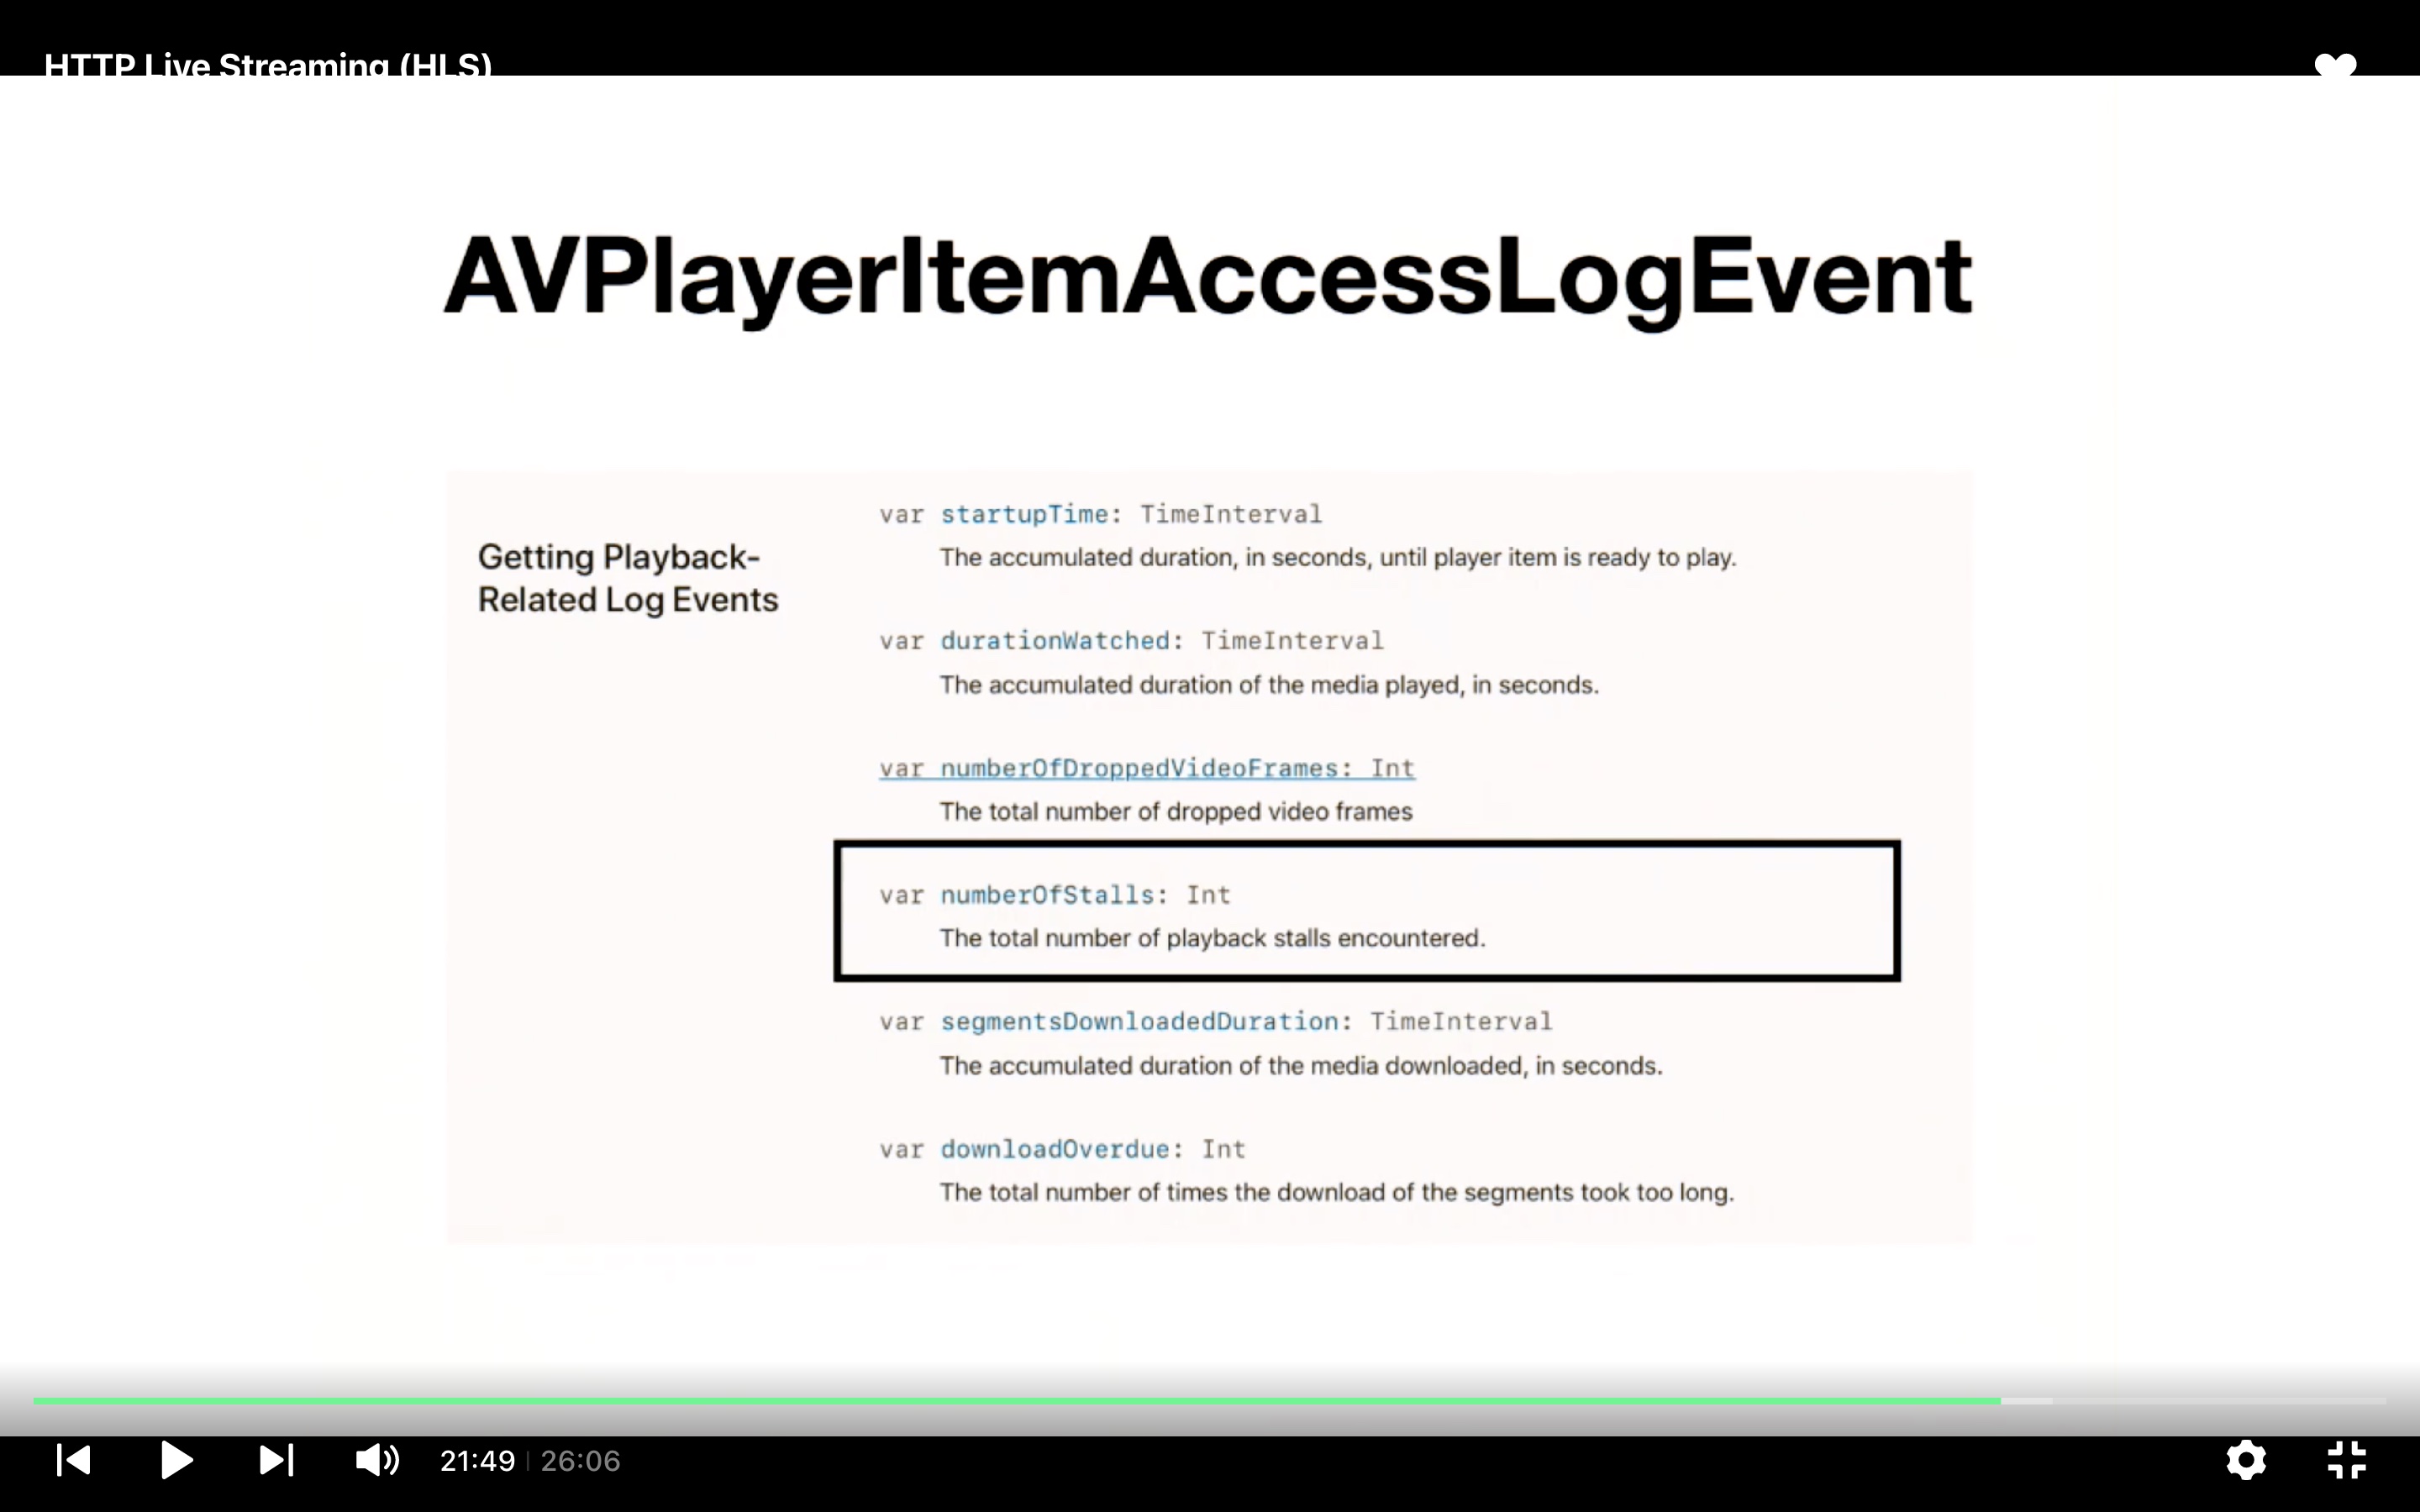 HTTP Live Streaming (HLS)
AVPlayerItemAccessLogEvent
Getting Playback-
Related Log Events
var startupTime: TimeInterval
The accumulated duration, in seconds, until player item is ready to play.
var durationWatched: TimeInterval
The accumulated duration of the media played, in seconds.
var numberOfDroppedVideoFrames: Int
The total number of dropped video frames
var numberOfStalls: Int
The total number of playback stalls encountered.
var segmentsDownloadedDuration: TimeInterval
The accumulated duration of the media downloaded, in seconds.
var downloadOverdue: Int
The total number of times the download of the segments took too long.
21:49 | 26:06